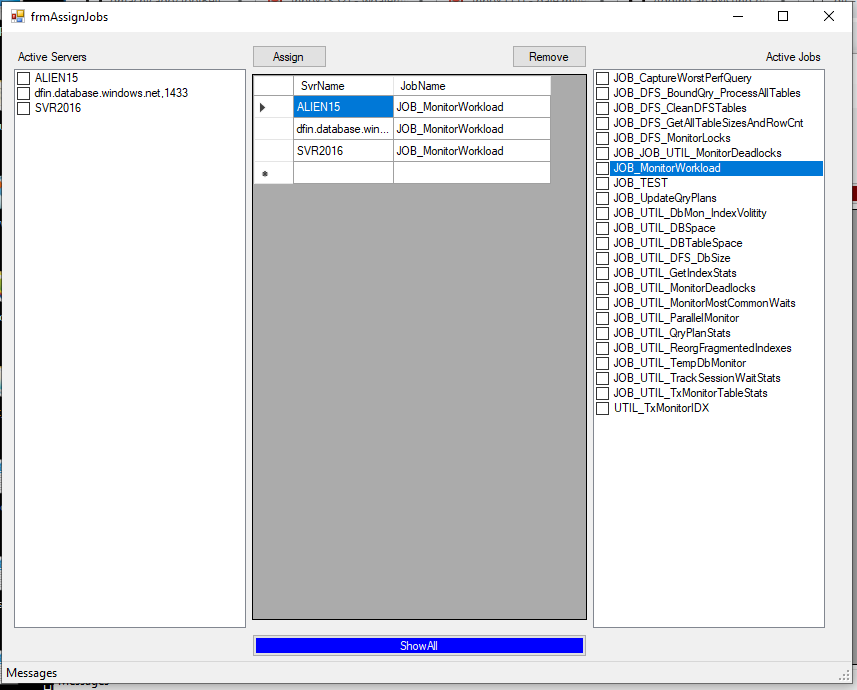 frmAssignJobs
Active Servers
Assign
Remove
Active Jobs
ALIEN15
dfin.database.windows.net,1433
SVR2016
SvrName JobName
ALIEN15 JOB_MonitorWorkload
dfin.database.win... JOB_MonitorWorkload
SVR2016 JOB_MonitorWorkload
JOB_CaptureWorstPerfQuery
JOB_DFS_BoundQry_ProcessAllTables
JOB_DFS_CleanDFSTables
JOB_DFS_GetAllTableSizesAndRowCnt
JOB_DFS_MonitorLocks
JOB_JOB_UTIL_MonitorDeadlocks
JOB_MonitorWorkload
JOB_TEST
JOB_UpdateQryPlans
JOB_UTIL_DbMon_IndexVolitity
JOB_UTIL_DBSpace
JOB_UTIL_DBTableSpace
JOB_UTIL_DFS_DbSize
JOB_UTIL_GetIndexStats
JOB_UTIL_MonitorDeadlocks
JOB_UTIL_MonitorMostCommonWaits
JOB_UTIL_ParallelMonitor
JOB_UTIL_QryPlanStats
JOB_UTIL_ReorgFragmentedIndexes
JOB_UTIL_TempDbMonitor
JOB_UTIL_TrackSessionWaitStats
JOB_UTIL_TxMonitorTableStats
UTIL_TxMonitorIDX
ShowAll
Messages